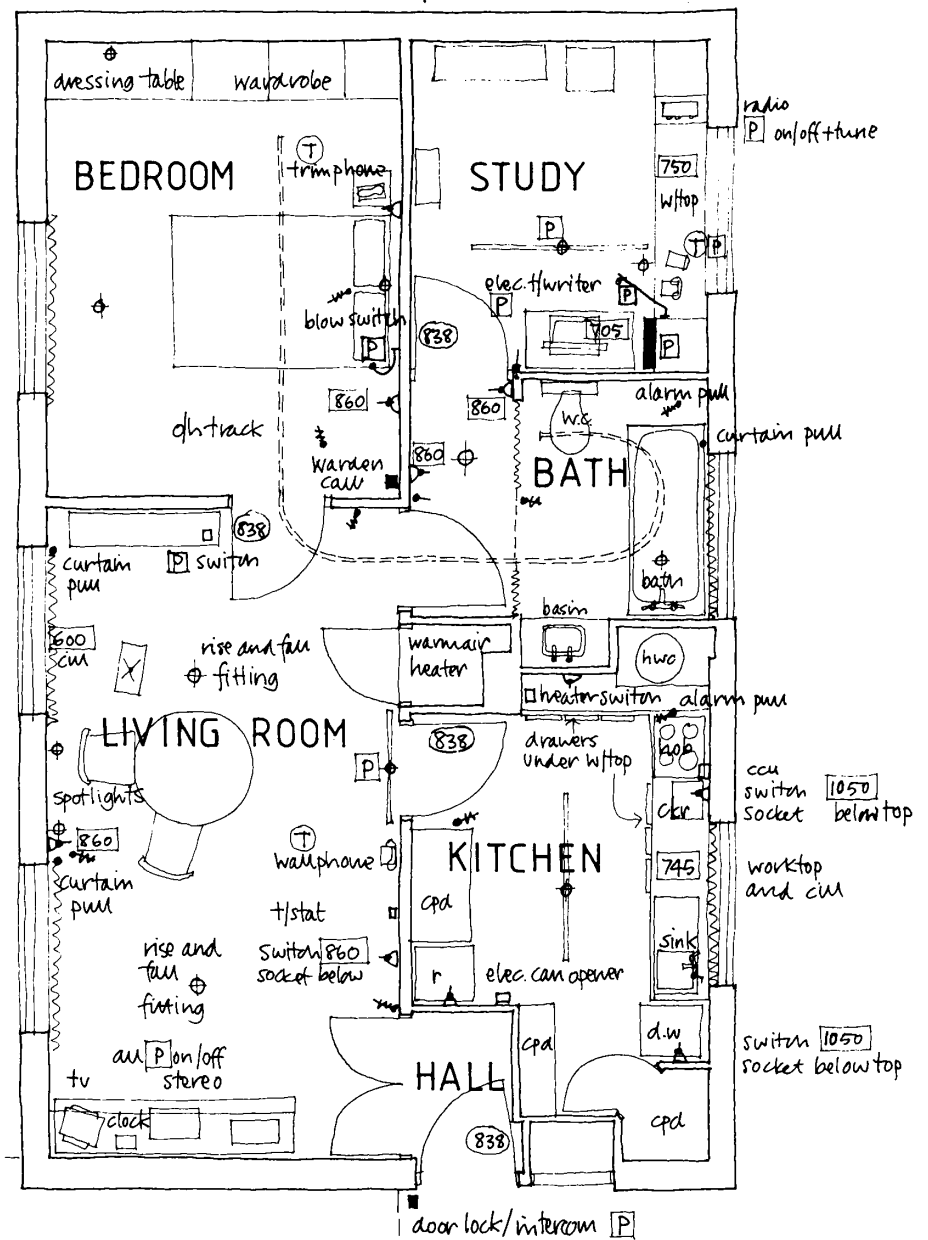 dressing table
wardrobe
radio
P on/off+tune
BEDROOM
T
trimphone
STUDY
750
w/top
P
T P
elec.t/writer
P
P
blow switch
P
838
705
P
860
860
alarm pull
w.c.
curtain pull
d/h track
warden
call
860
BATH
838
curtain
pull
P switch
bath
basin
600
cill
rise and fall
fitting
warmair
heater
hwc
heater switch
alarm pull
LIVING ROOM
838
drawers
under w/top
hob
P
spotlights
ckr
ccu
switch 1050
socket below top
860
T
wallphone
curtain
pull
KITCHEN
745
worktop
and cill
cpd
t/stat
switch 860
socket below
sink
rise and
fall
fitting
r
elec. can opener
cpd
d.w
switch 1050
socket below top
all P on/off
tv
stereo
HALL
clock
838
cpd
door lock/intercom P